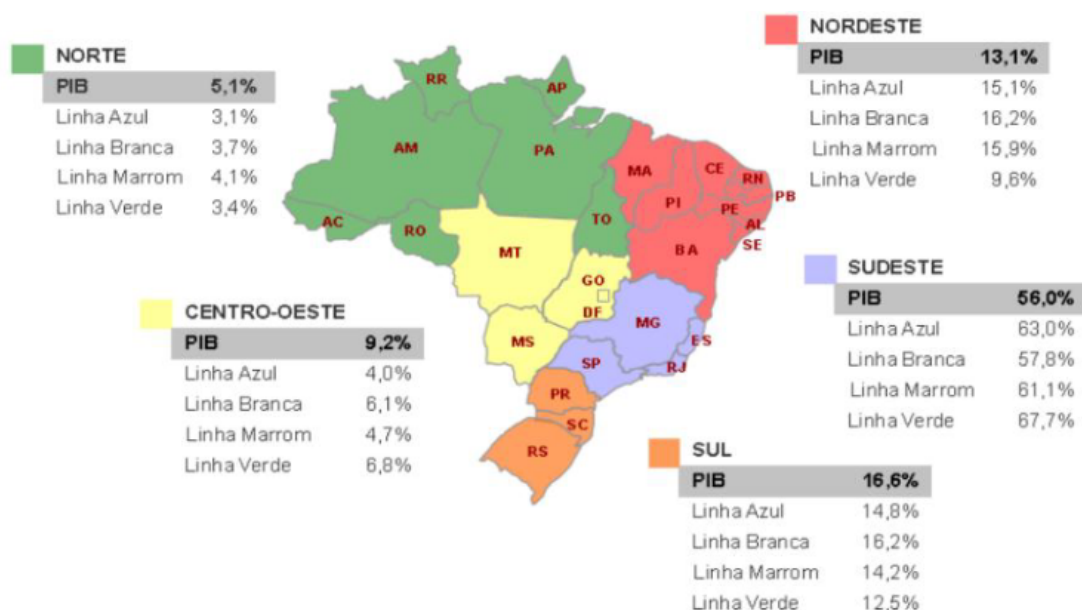 NORTE
PIB 5,1%
Linha Azul 3,1%
Linha Branca 3,7%
Linha Marrom 4,1%
Linha Verde 3,4%
NORDESTE
PIB 13,1%
Linha Azul 15,1%
Linha Branca 16,2%
Linha Marrom 15,9%
Linha Verde 9,6%
RR
AP
AM
PA
MA
CE
RN
PB
PI
PE
AL
SE
AC
RO
TO
BA
MT
GO
DF
MG
ES
MS
SP
RJ
PR
SC
RS
CENTRO-OESTE
PIB 9,2%
Linha Azul 4,0%
Linha Branca 6,1%
Linha Marrom 4,7%
Linha Verde 6,8%
SUDESTE
PIB 56,0%
Linha Azul 63,0%
Linha Branca 57,8%
Linha Marrom 61,1%
Linha Verde 67,7%
SUL
PIB 16,6%
Linha Azul 14,8%
Linha Branca 16,2%
Linha Marrom 14,2%
Linha Verde 12,5%